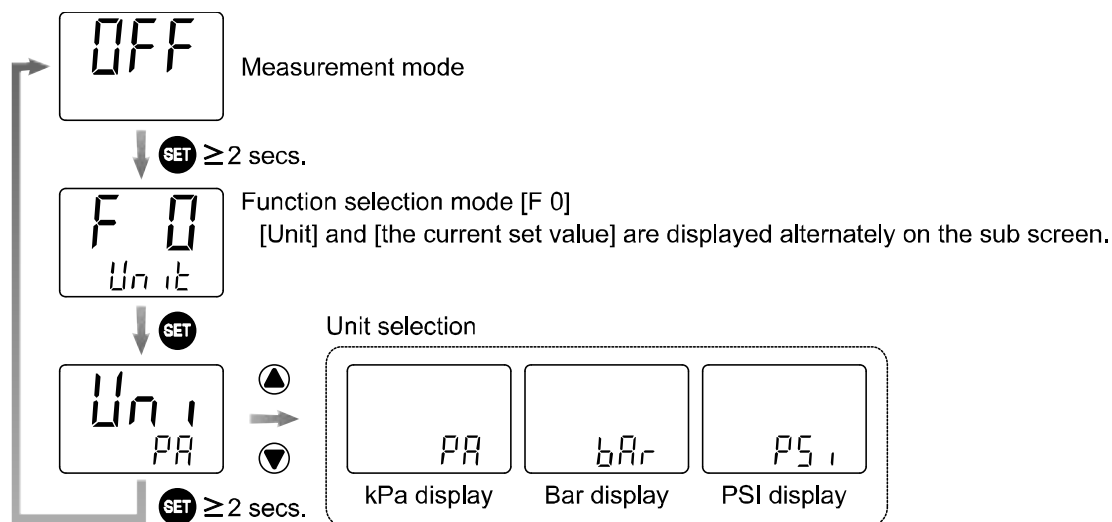 OFF
Measurement mode
SET ≥2 secs.
F 0
Unit
Function selection mode [F 0]
[Unit] and [the current set value] are displayed alternately on the sub screen.
SET
Unit selection
Uni
PA
PA
bAr
PSi
kPa display
Bar display
PSI display
SET ≥2 secs.